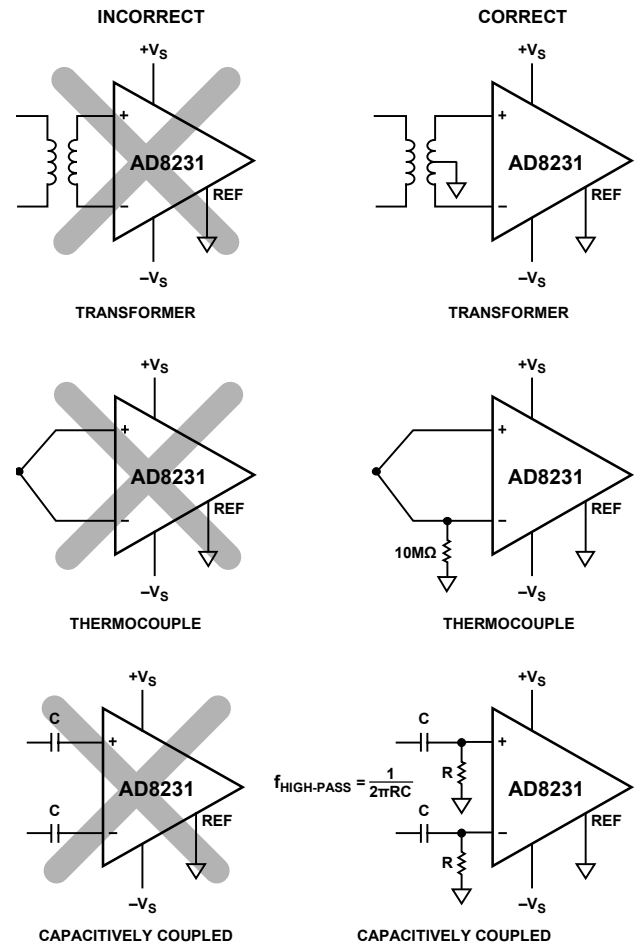 INCORRECT
CORRECT
+VS
+
AD8231
−
REF
−VS
TRANSFORMER
+VS
+
AD8231
−
REF
−VS
TRANSFORMER
+VS
+
AD8231
−
REF
−VS
THERMOCOUPLE
+VS
+
AD8231
−
REF
10MΩ
−VS
THERMOCOUPLE
+VS
C
+
AD8231
C
−
REF
−VS
CAPACITIVELY COUPLED
fHIGH-PASS = 1/2πRC
+VS
C
+
R
AD8231
C
−
REF
R
−VS
CAPACITIVELY COUPLED